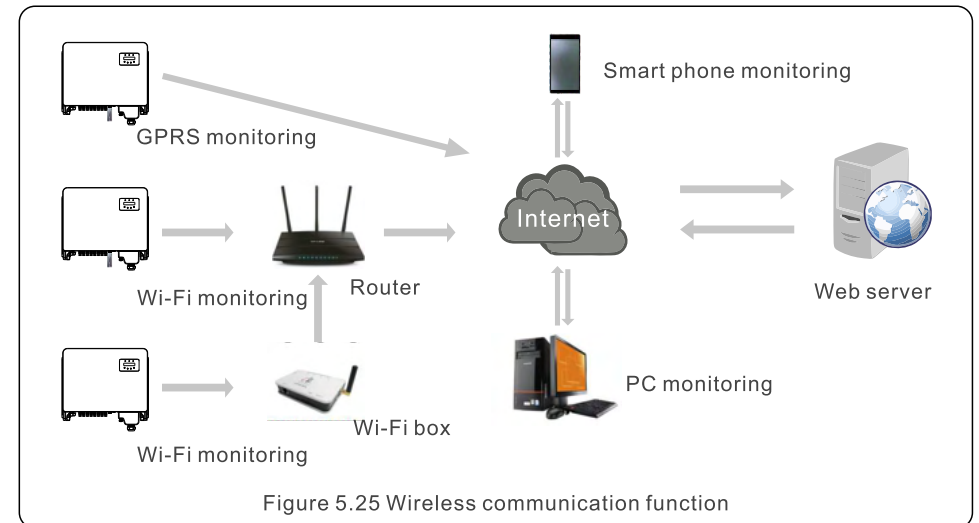 Smart phone monitoring
GPRS monitoring
Internet
Wi-Fi monitoring
Router
Web server
PC monitoring
Wi-Fi box
Wi-Fi monitoring
Figure 5.25 Wireless communication function